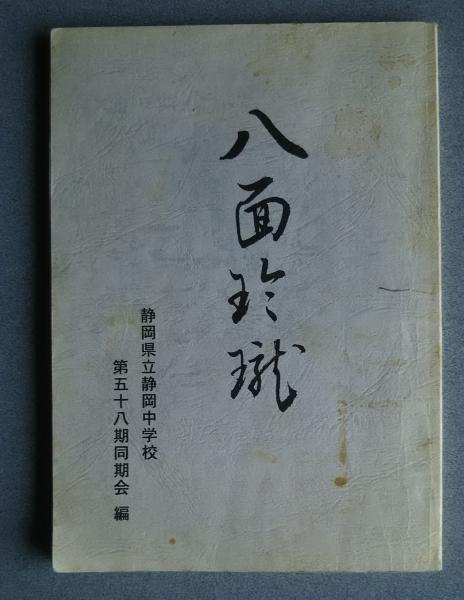 八面玲瓏
静岡県立静岡中学校
第五十八期同期会 編